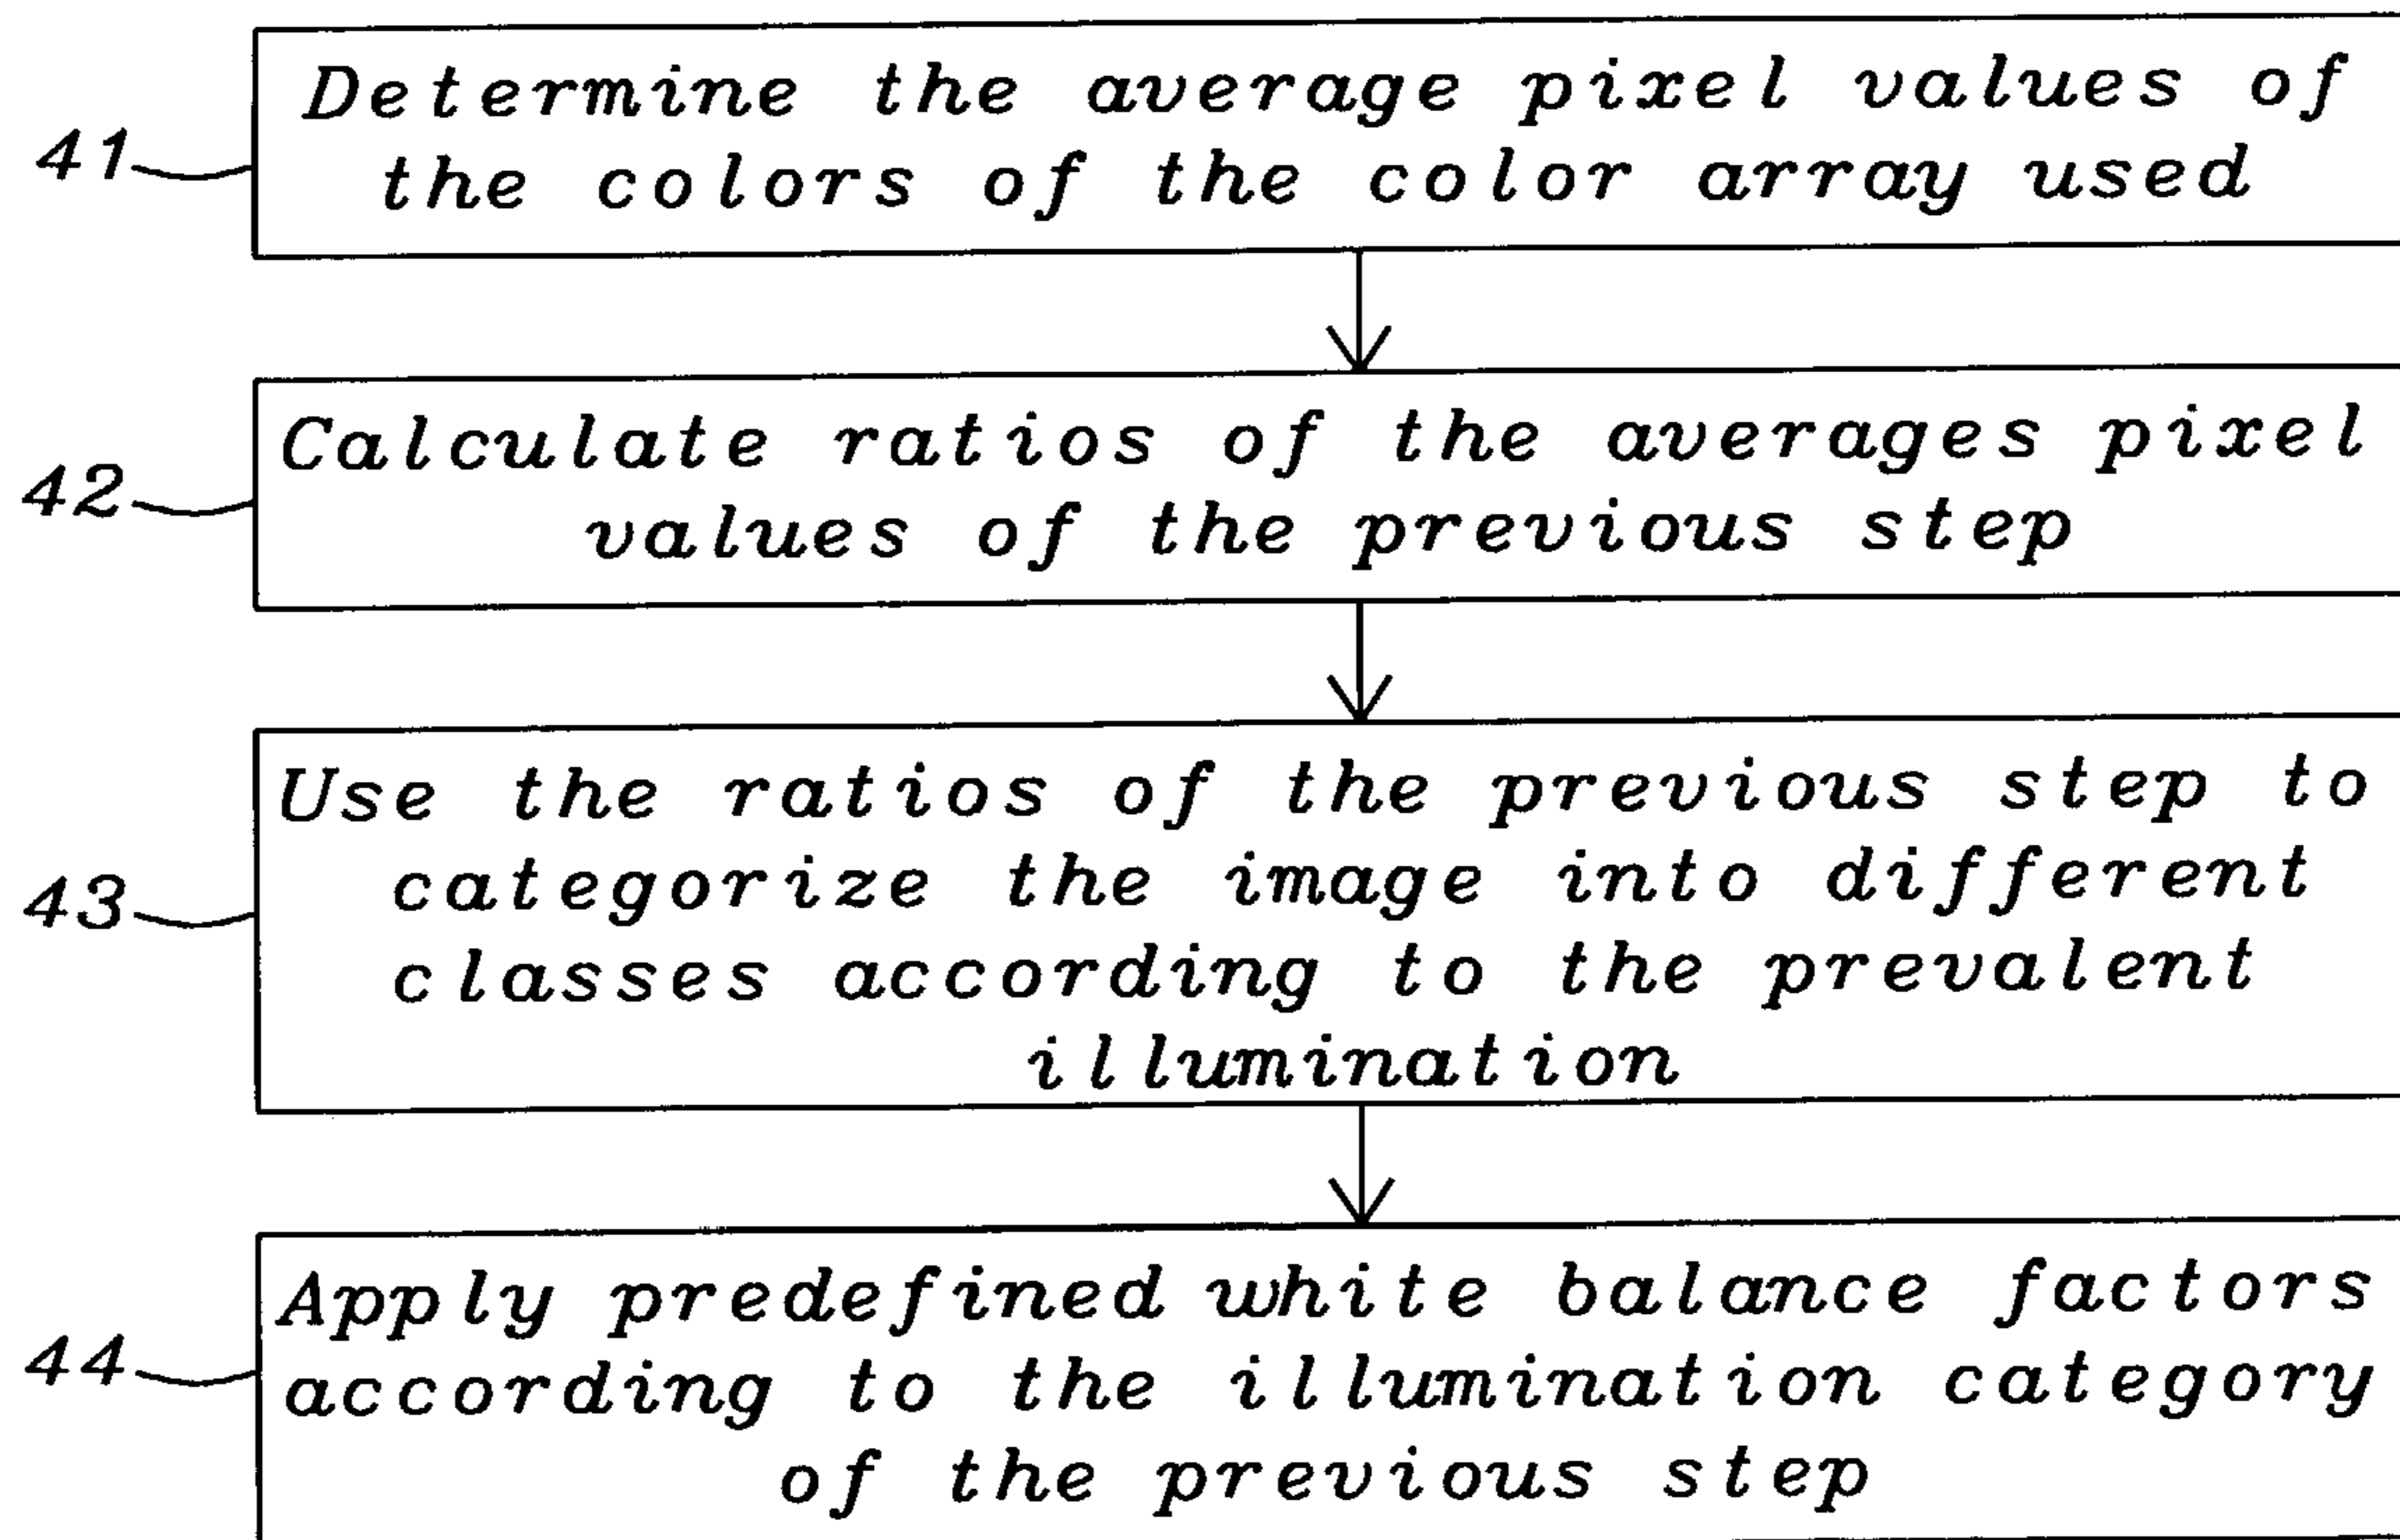 Determine the average pixel values of
41
the colors of the color array used
Calculate ratios of the averages pixel
42
values of the previous step
Use the ratios of the previous step to
categorize the image into different
43
classes according to the prevalent
illumination
Apply predefined white balance factors
44
according to the illumination category
of the previous step